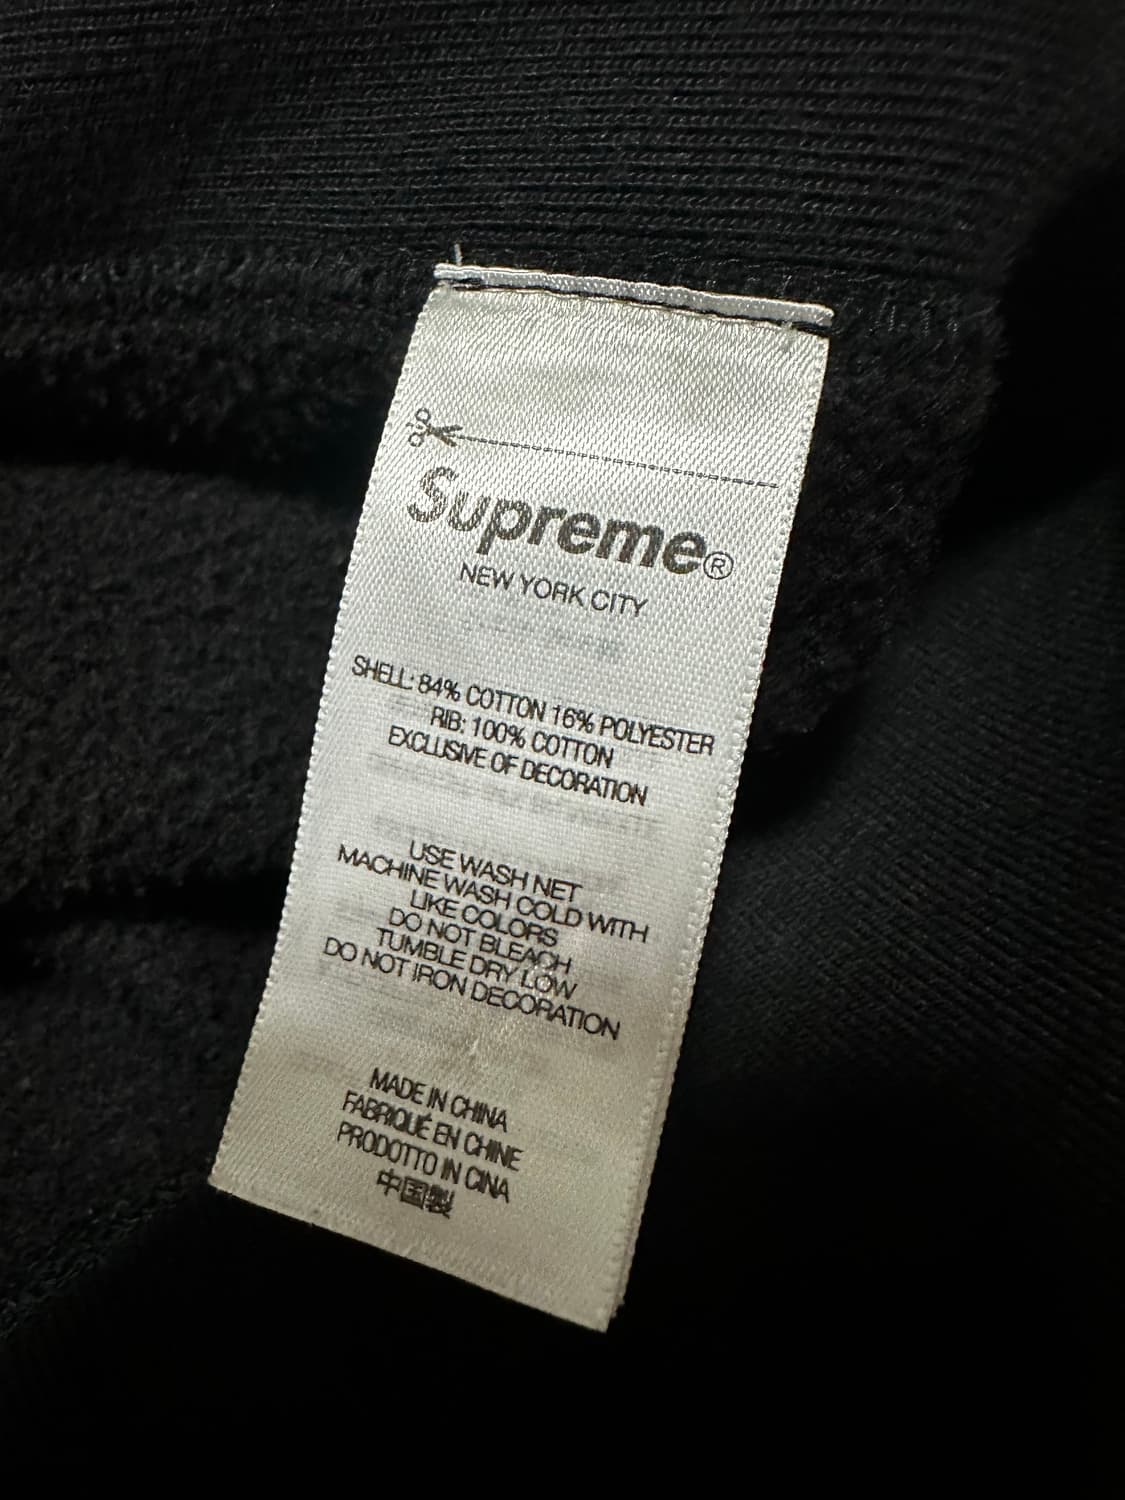 Supreme®
NEW YORK CITY
SHELL: 84% COTTON 16% POLYESTER
RIB: 100% COTTON
EXCLUSIVE OF DECORATION
USE WASH NET
MACHINE WASH COLD WITH
LIKE COLORS
DO NOT BLEACH
TUMBLE DRY LOW
DO NOT IRON DECORATION
MADE IN CHINA
FABRIQUÉ EN CHINE
PRODOTTO IN CINA
中国製